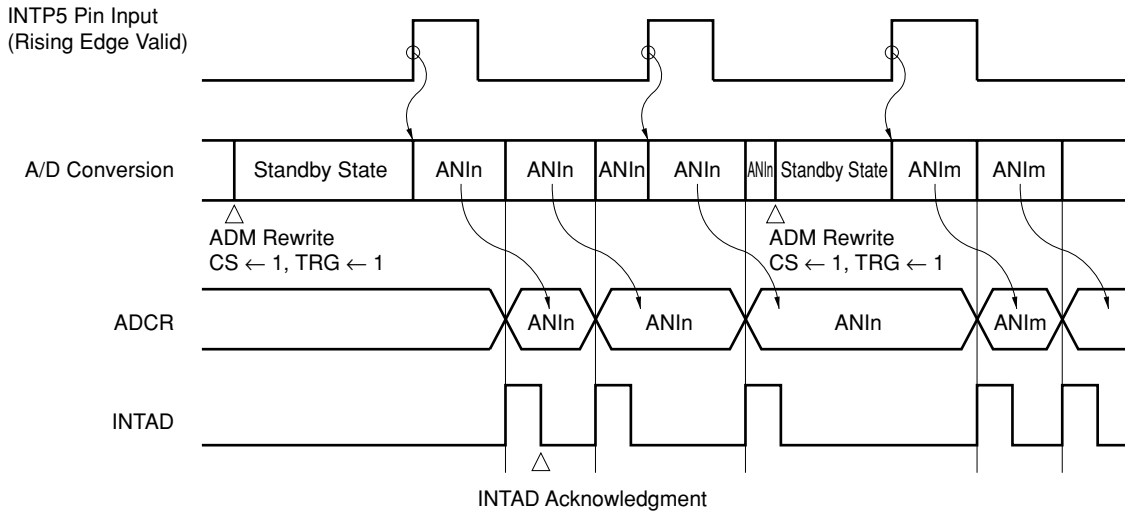 INTP5 Pin Input
(Rising Edge Valid)
A/D Conversion
Standby State
ANIn
ANIn
ANIn
ANIn
ANIn
Standby State
ANIm
ANIm
ADM Rewrite
CS ← 1, TRG ← 1
ADM Rewrite
CS ← 1, TRG ← 1
ADCR
ANIn
ANIn
ANIn
ANIm
INTAD
INTAD Acknowledgment